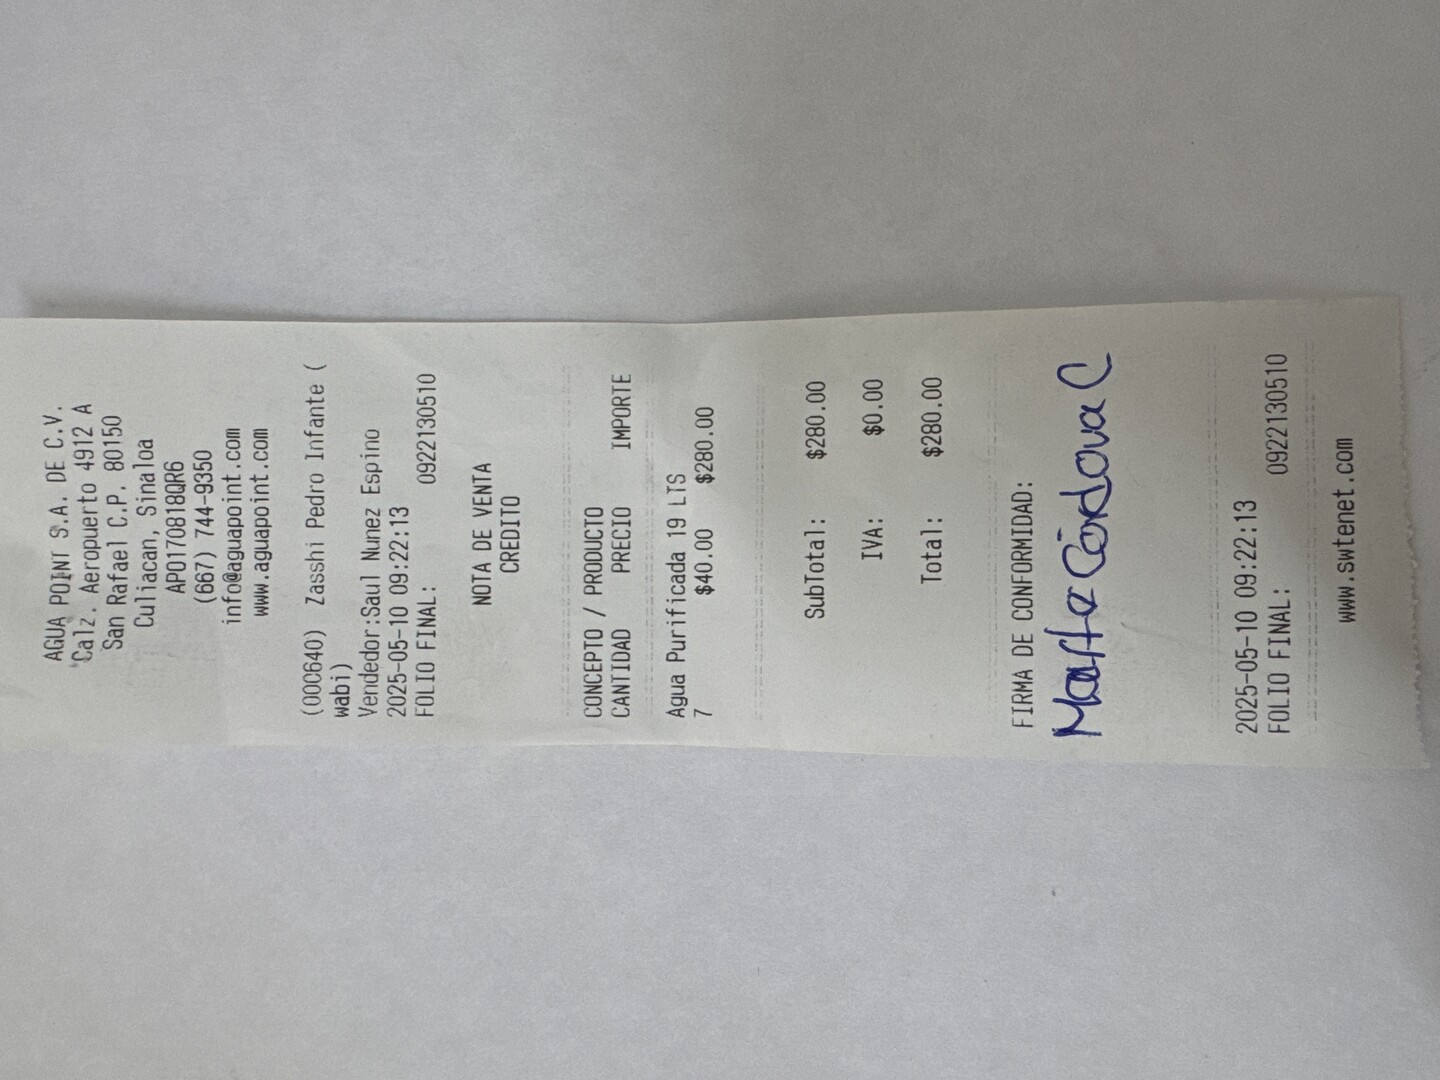 AGUA POINT S.A. DE C.V.
Calz. Aeropuerto 4912 A
San Rafael C.P. 80150
Culiacan, Sinaloa
APO170818QR6
(667) 744-9350
info@aguapoint.com
www.aguapoint.com
(00C640) Zasshi Pedro Infante (
wabi)
Vendedor:Saul Nunez Espino
2025-05-10 09:22:13
FOLIO FINAL: 0922130510
NOTA DE VENTA
CREDITO
CONCEPTO / PRODUCTO
CANTIDAD PRECIO IMPORTE
Agua Purificada 19 LTS
7 $40.00 $280.00
SubTotal: $280.00
IVA: $0.00
Total: $280.00
FIRMA DE CONFORMIDAD:
Martha Cordova C
2025-05-10 09:22:13
FOLIO FINAL: 0922130510
www.swtenet.com